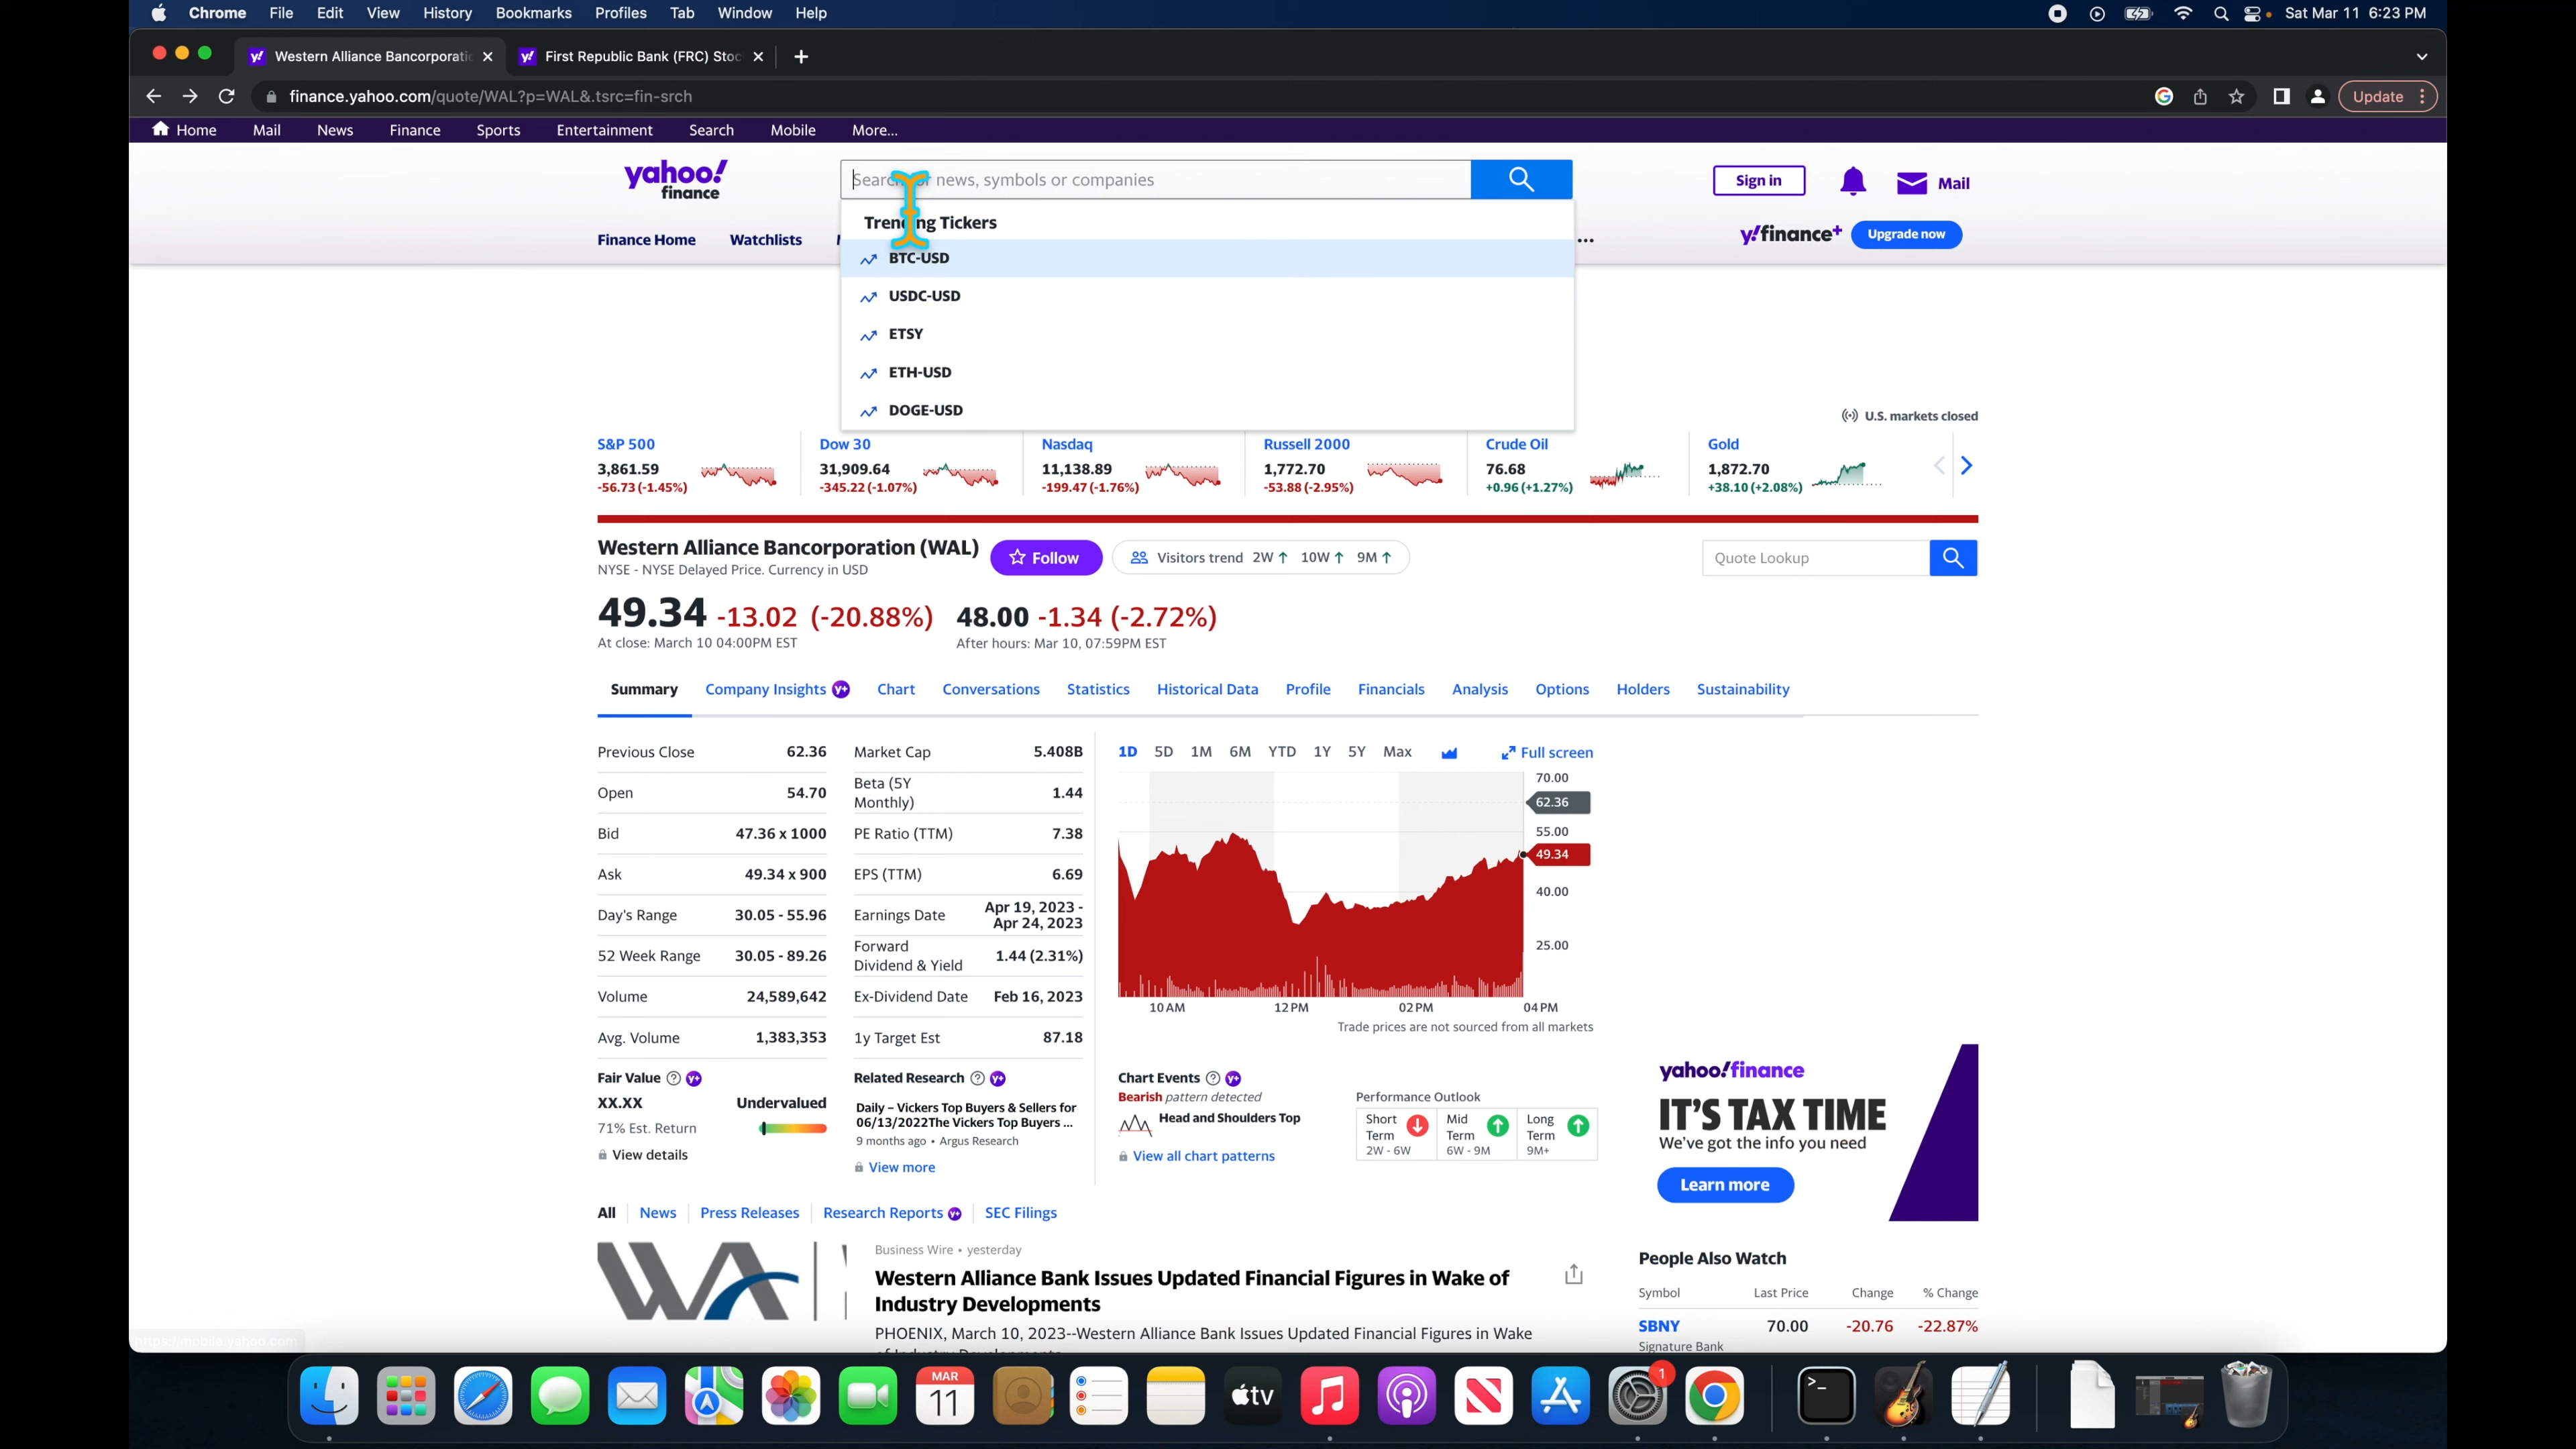 Chrome File Edit View History Bookmarks Profiles Tab Window Help
Sat Mar 11 6:23 PM
Western Alliance Bancorporatio
First Republic Bank (FRC) Stoc
finance.yahoo.com/quote/WAL?p=WAL&.tsrc=fin-srch
Update
Home Mail News Finance Sports Entertainment Search Mobile More...
yahoo!
finance
Search for news, symbols or companies
Sign in
Mail
Finance Home Watchlists
...
y!finance+
Upgrade now
Trending Tickers
BTC-USD
USDC-USD
ETSY
ETH-USD
DOGE-USD
U.S. markets closed
S&P 500
3,861.59
-56.73 (-1.45%)
Dow 30
31,909.64
-345.22 (-1.07%)
Nasdaq
11,138.89
-199.47 (-1.76%)
Russell 2000
1,772.70
-53.88 (-2.95%)
Crude Oil
76.68
+0.96 (+1.27%)
Gold
1,872.70
+38.10 (+2.08%)
Western Alliance Bancorporation (WAL)
NYSE - NYSE Delayed Price. Currency in USD
Follow
Visitors trend 2W 10W 9M
Quote Lookup
49.34 -13.02 (-20.88%)
At close: March 10 04:00PM EST
48.00 -1.34 (-2.72%)
After hours: Mar 10, 07:59PM EST
Summary Company Insights Y+ Chart Conversations Statistics Historical Data Profile Financials Analysis Options Holders Sustainability
Previous Close 62.36
Open 54.70
Bid 47.36 x 1000
Ask 49.34 x 900
Day's Range 30.05 - 55.96
52 Week Range 30.05 - 89.26
Volume 24,589,642
Avg. Volume 1,383,353
Market Cap 5.408B
Beta (5Y
Monthly) 1.44
PE Ratio (TTM) 7.38
EPS (TTM) 6.69
Earnings Date Apr 19, 2023 -
Apr 24, 2023
Forward
Dividend & Yield 1.44 (2.31%)
Ex-Dividend Date Feb 16, 2023
1y Target Est 87.18
1D 5D 1M 6M YTD 1Y 5Y Max
Full screen
70.00
62.36
55.00
49.34
40.00
25.00
10 AM 12 PM 02 PM 04 PM
Trade prices are not sourced from all markets
Fair Value Y+
XX.XX Undervalued
71% Est. Return
View details
Related Research Y+
Daily – Vickers Top Buyers & Sellers for
06/13/2022The Vickers Top Buyers ...
9 months ago • Argus Research
View more
Chart Events Y+
Bearish pattern detected
Head and Shoulders Top
View all chart patterns
Performance Outlook
Short
Term
2W - 6W
Mid
Term
6W - 9M
Long
Term
9M+
yahoo!finance
IT'S TAX TIME
We've got the info you need
Learn more
All News Press Releases Research Reports Y+ SEC Filings
WA
Business Wire • yesterday
Western Alliance Bank Issues Updated Financial Figures in Wake of
Industry Developments
PHOENIX, March 10, 2023--Western Alliance Bank Issues Updated Financial Figures in Wake
of Industry Developments
People Also Watch
Symbol Last Price Change % Change
SBNY 70.00 -20.76 -22.87%
Signature Bank
https://mobile.yahoo.com
MAR
11
tv
1
>_